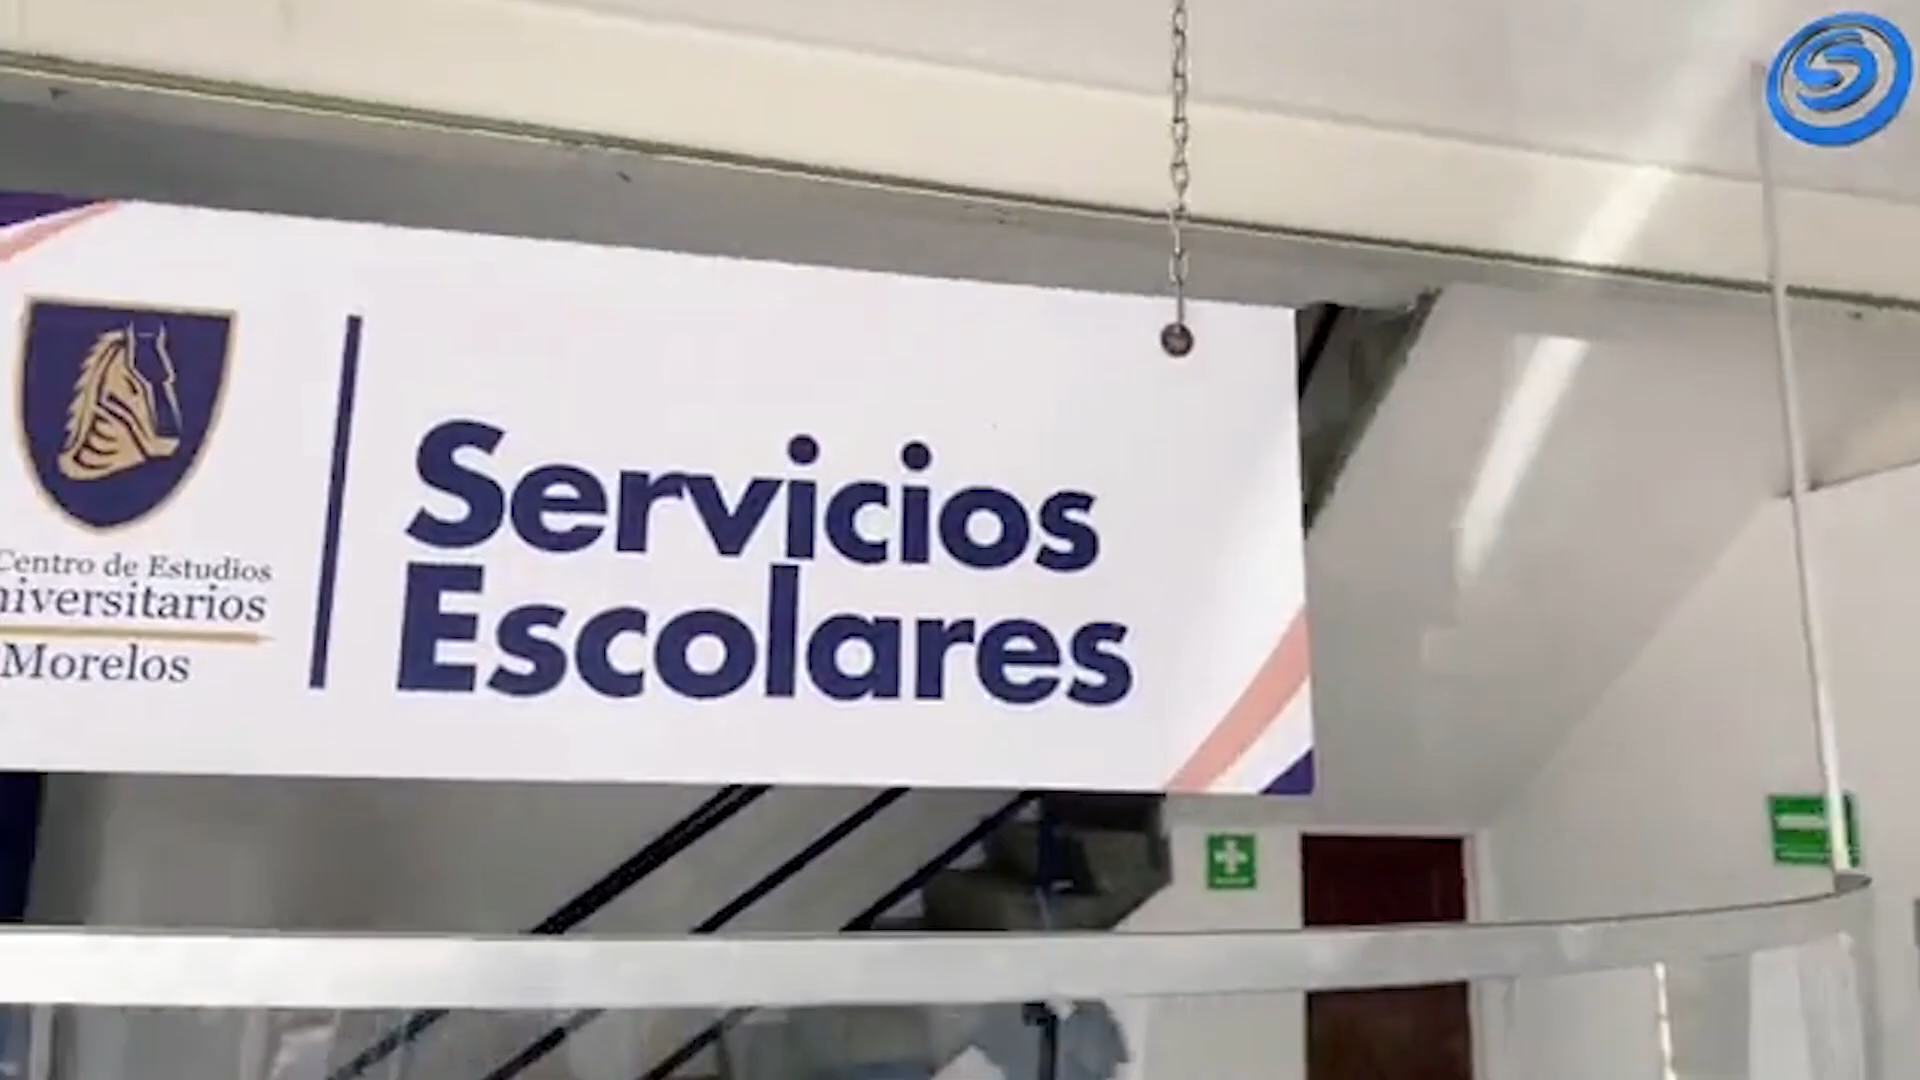 Centro de Estudios
niversitarios
Morelos
Servicios
Escolares